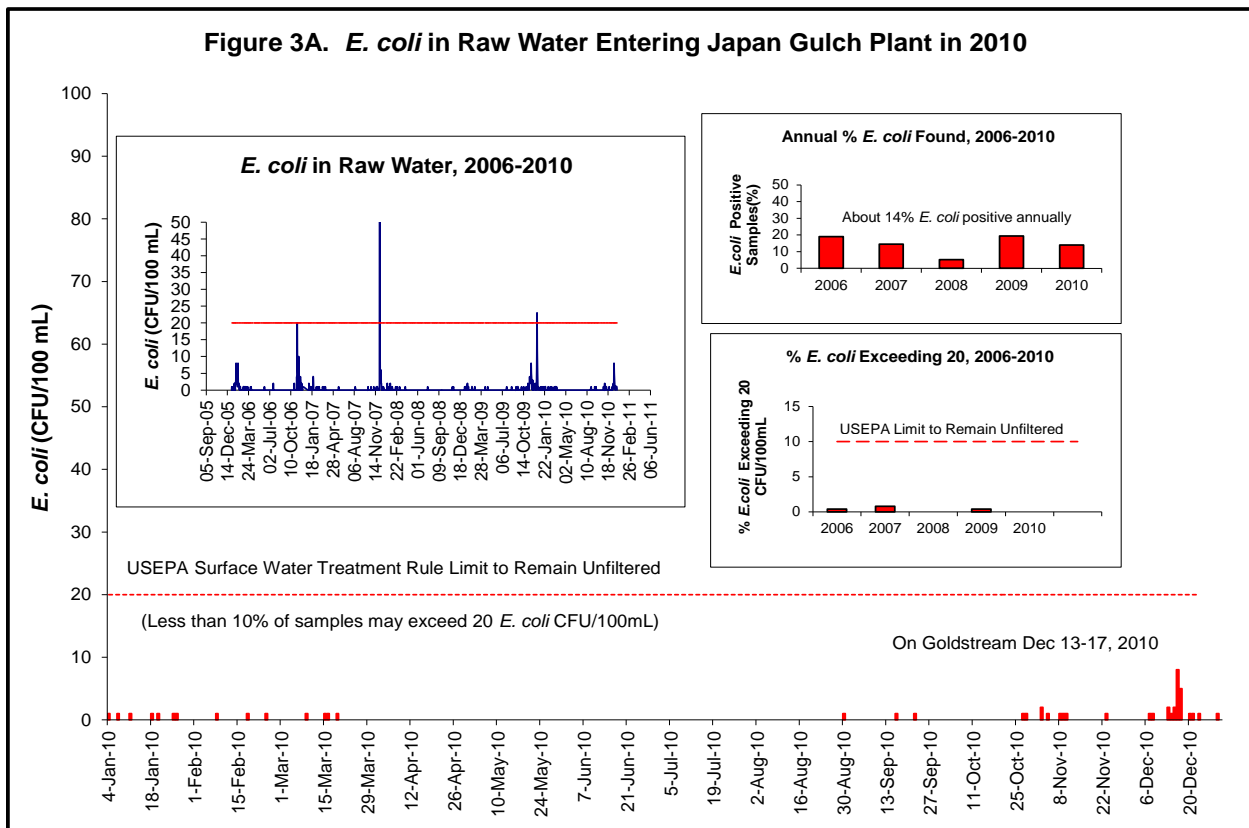 Figure 3A. E. coli in Raw Water Entering Japan Gulch Plant in 2010
E. coli (CFU/100 mL)
100
90
80
70
60
50
40
30
20
10
0
E. coli in Raw Water, 2006-2010
E. coli (CFU/100 mL)
50
45
40
35
30
25
20
15
10
5
0
05-Sep-05
14-Dec-05
24-Mar-06
02-Jul-06
10-Oct-06
18-Jan-07
28-Apr-07
06-Aug-07
14-Nov-07
22-Feb-08
01-Jun-08
09-Sep-08
18-Dec-08
28-Mar-09
06-Jul-09
14-Oct-09
22-Jan-10
02-May-10
10-Aug-10
18-Nov-10
26-Feb-11
06-Jun-11
Annual % E. coli Found, 2006-2010
E.coli Positive
Samples(%)
50
40
30
20
10
0
About 14% E. coli positive annually
2006
2007
2008
2009
2010
% E. coli Exceeding 20, 2006-2010
% E.coli Exceeding 20
CFU/100mL
15
10
5
0
USEPA Limit to Remain Unfiltered
2006
2007
2008
2009
2010
USEPA Surface Water Treatment Rule Limit to Remain Unfiltered
(Less than 10% of samples may exceed 20 E. coli CFU/100mL)
On Goldstream Dec 13-17, 2010
4-Jan-10
18-Jan-10
1-Feb-10
15-Feb-10
1-Mar-10
15-Mar-10
29-Mar-10
12-Apr-10
26-Apr-10
10-May-10
24-May-10
7-Jun-10
21-Jun-10
5-Jul-10
19-Jul-10
2-Aug-10
16-Aug-10
30-Aug-10
13-Sep-10
27-Sep-10
11-Oct-10
25-Oct-10
8-Nov-10
22-Nov-10
6-Dec-10
20-Dec-10